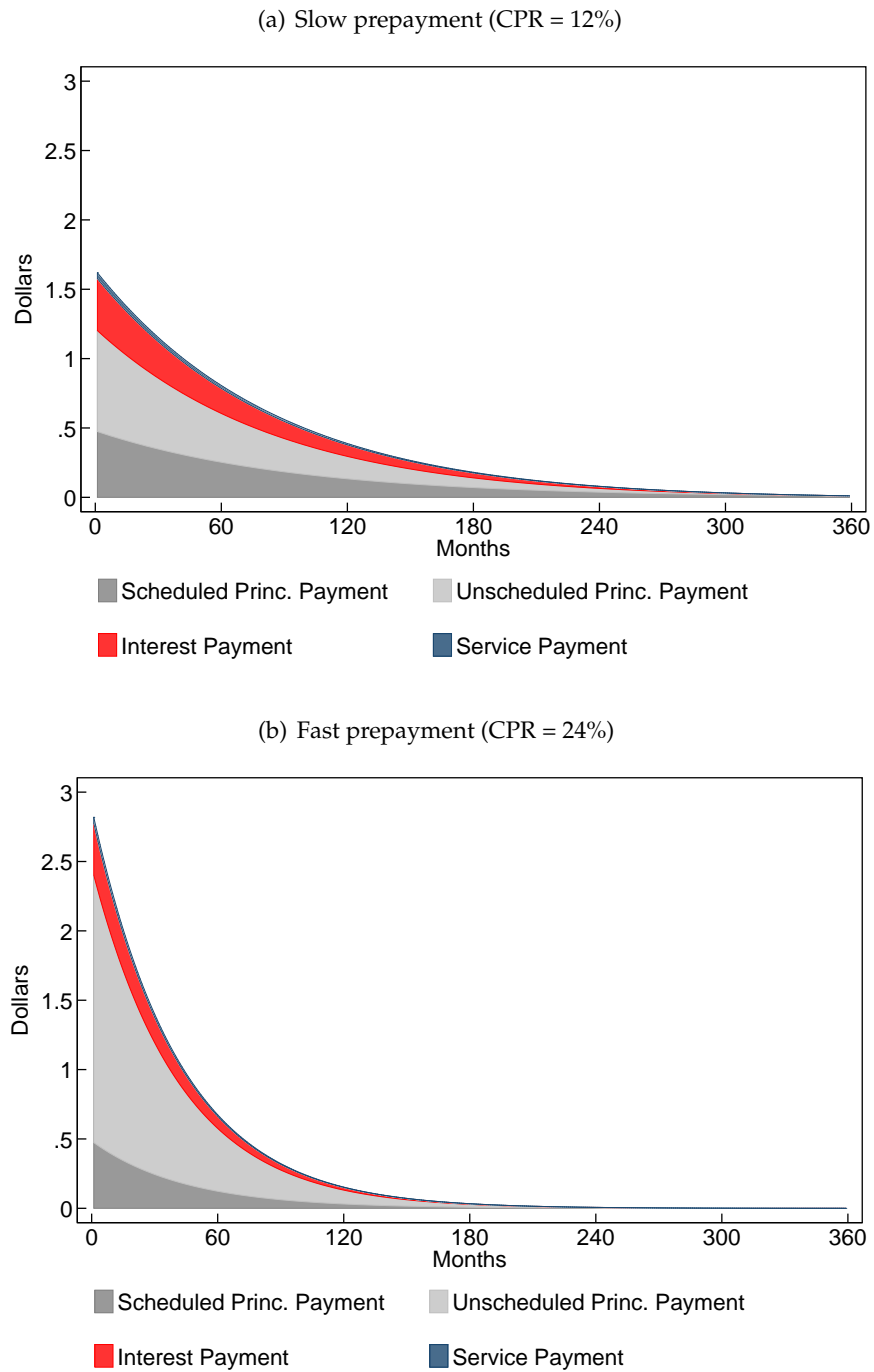 (a) Slow prepayment (CPR = 12%)
3
2.5
2
1.5
1
.5
0
Dollars
0 60 120 180 240 300 360
Months
Scheduled Princ. Payment Unscheduled Princ. Payment
Interest Payment Service Payment
(b) Fast prepayment (CPR = 24%)
3
2.5
2
1.5
1
.5
0
Dollars
0 60 120 180 240 300 360
Months
Scheduled Princ. Payment Unscheduled Princ. Payment
Interest Payment Service Payment